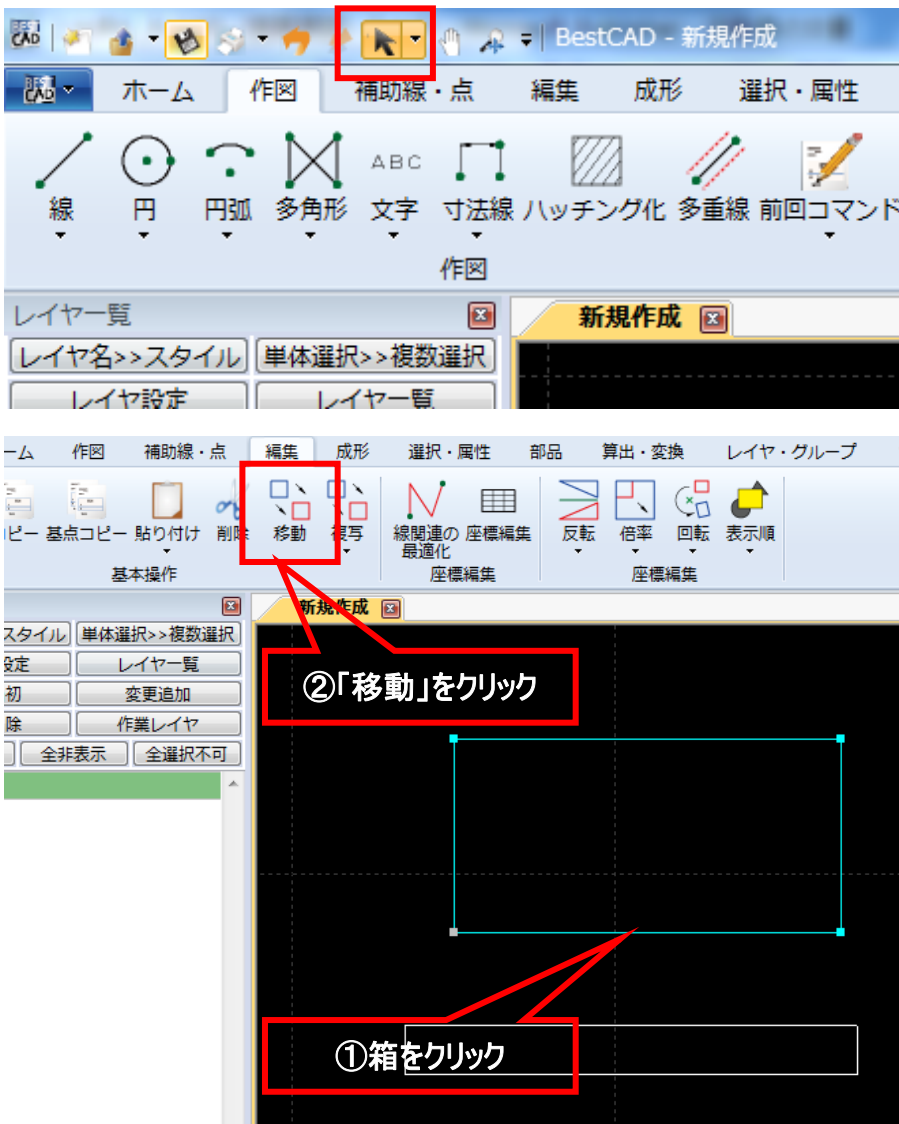 BEST CAD BestCAD - 新規作成
BEST CAD ホーム 作図 補助線・点 編集 成形 選択・属性
ABC
線 円 円弧 多角形 文字 寸法線 ハッチング化 多重線 前回コマンド
作図
レイヤ一覧 新規作成
レイヤ名>>スタイル 単体選択>>複数選択
レイヤ設定 レイヤ一覧
ーム 作図 補助線・点 編集 成形 選択・属性 部品 算出・変換 レイヤ・グループ
ピー 基点コピー 貼り付け 削除 移動 複写 線関連の 座標編集 反転 倍率 回転 表示順
最適化
基本操作 座標編集 座標編集
新規作成
スタイル 単体選択>>複数選択
設定 レイヤ一覧
初 変更追加
除 作業レイヤ
全非表示 全選択不可
②「移動」をクリック
①箱をクリック